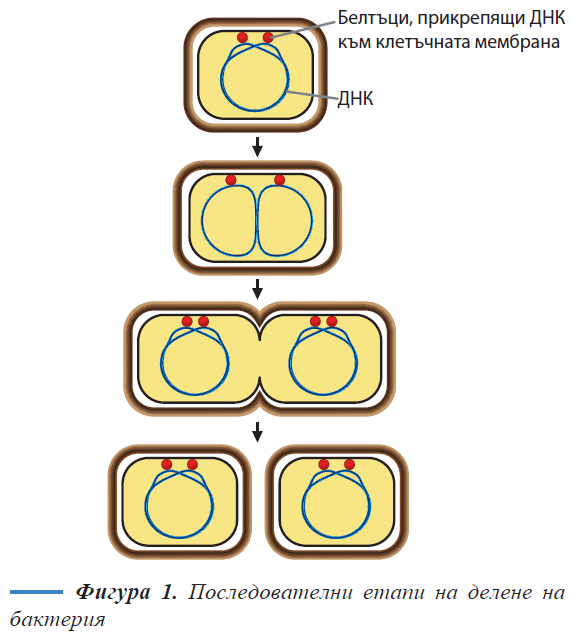 Белтъци, прикрепящи ДНК
към клетъчната мембрана
ДНК
Фигура 1. Последователни етапи на делене на
бактерия